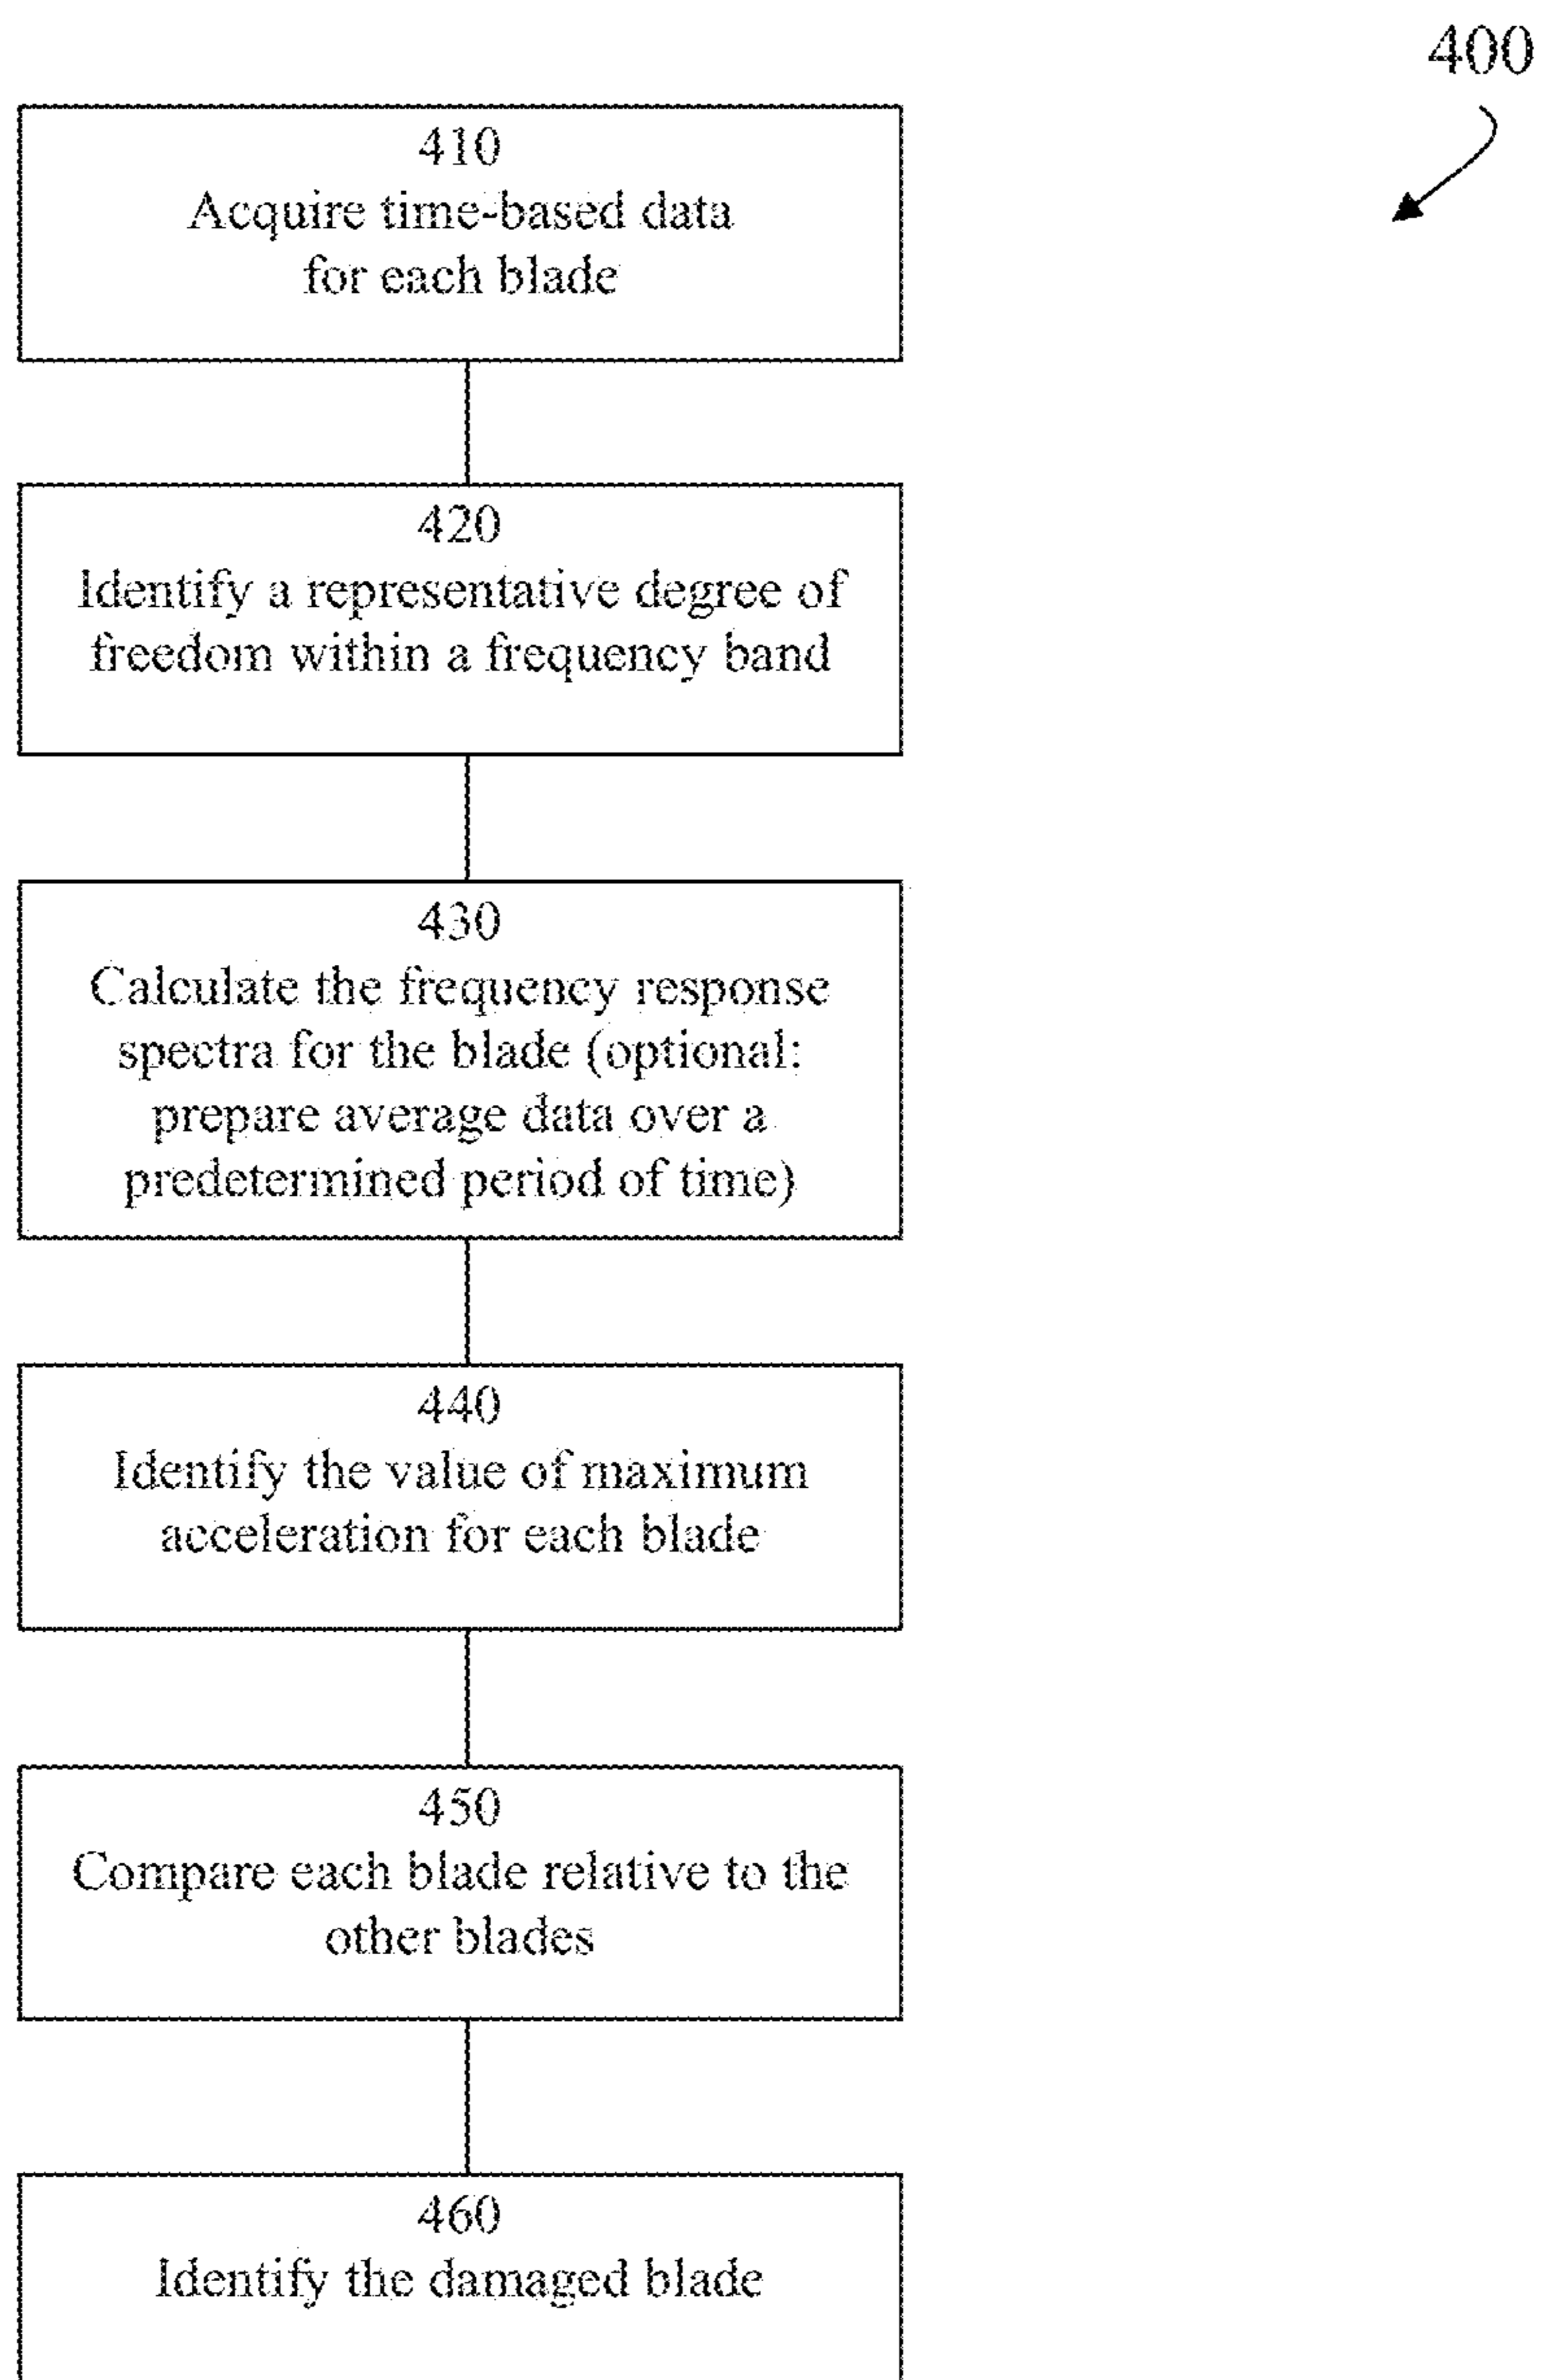 400
410
Acquire time-based data
for each blade
420
Identify a representative degree of
freedom within a frequency band
430
Calculate the frequency response
spectra for the blade (optional:
prepare average data over a
predetermined period of time)
440
Identify the value of maximum
acceleration for each blade
450
Compare each blade relative to the
other blades
460
Identify the damaged blade